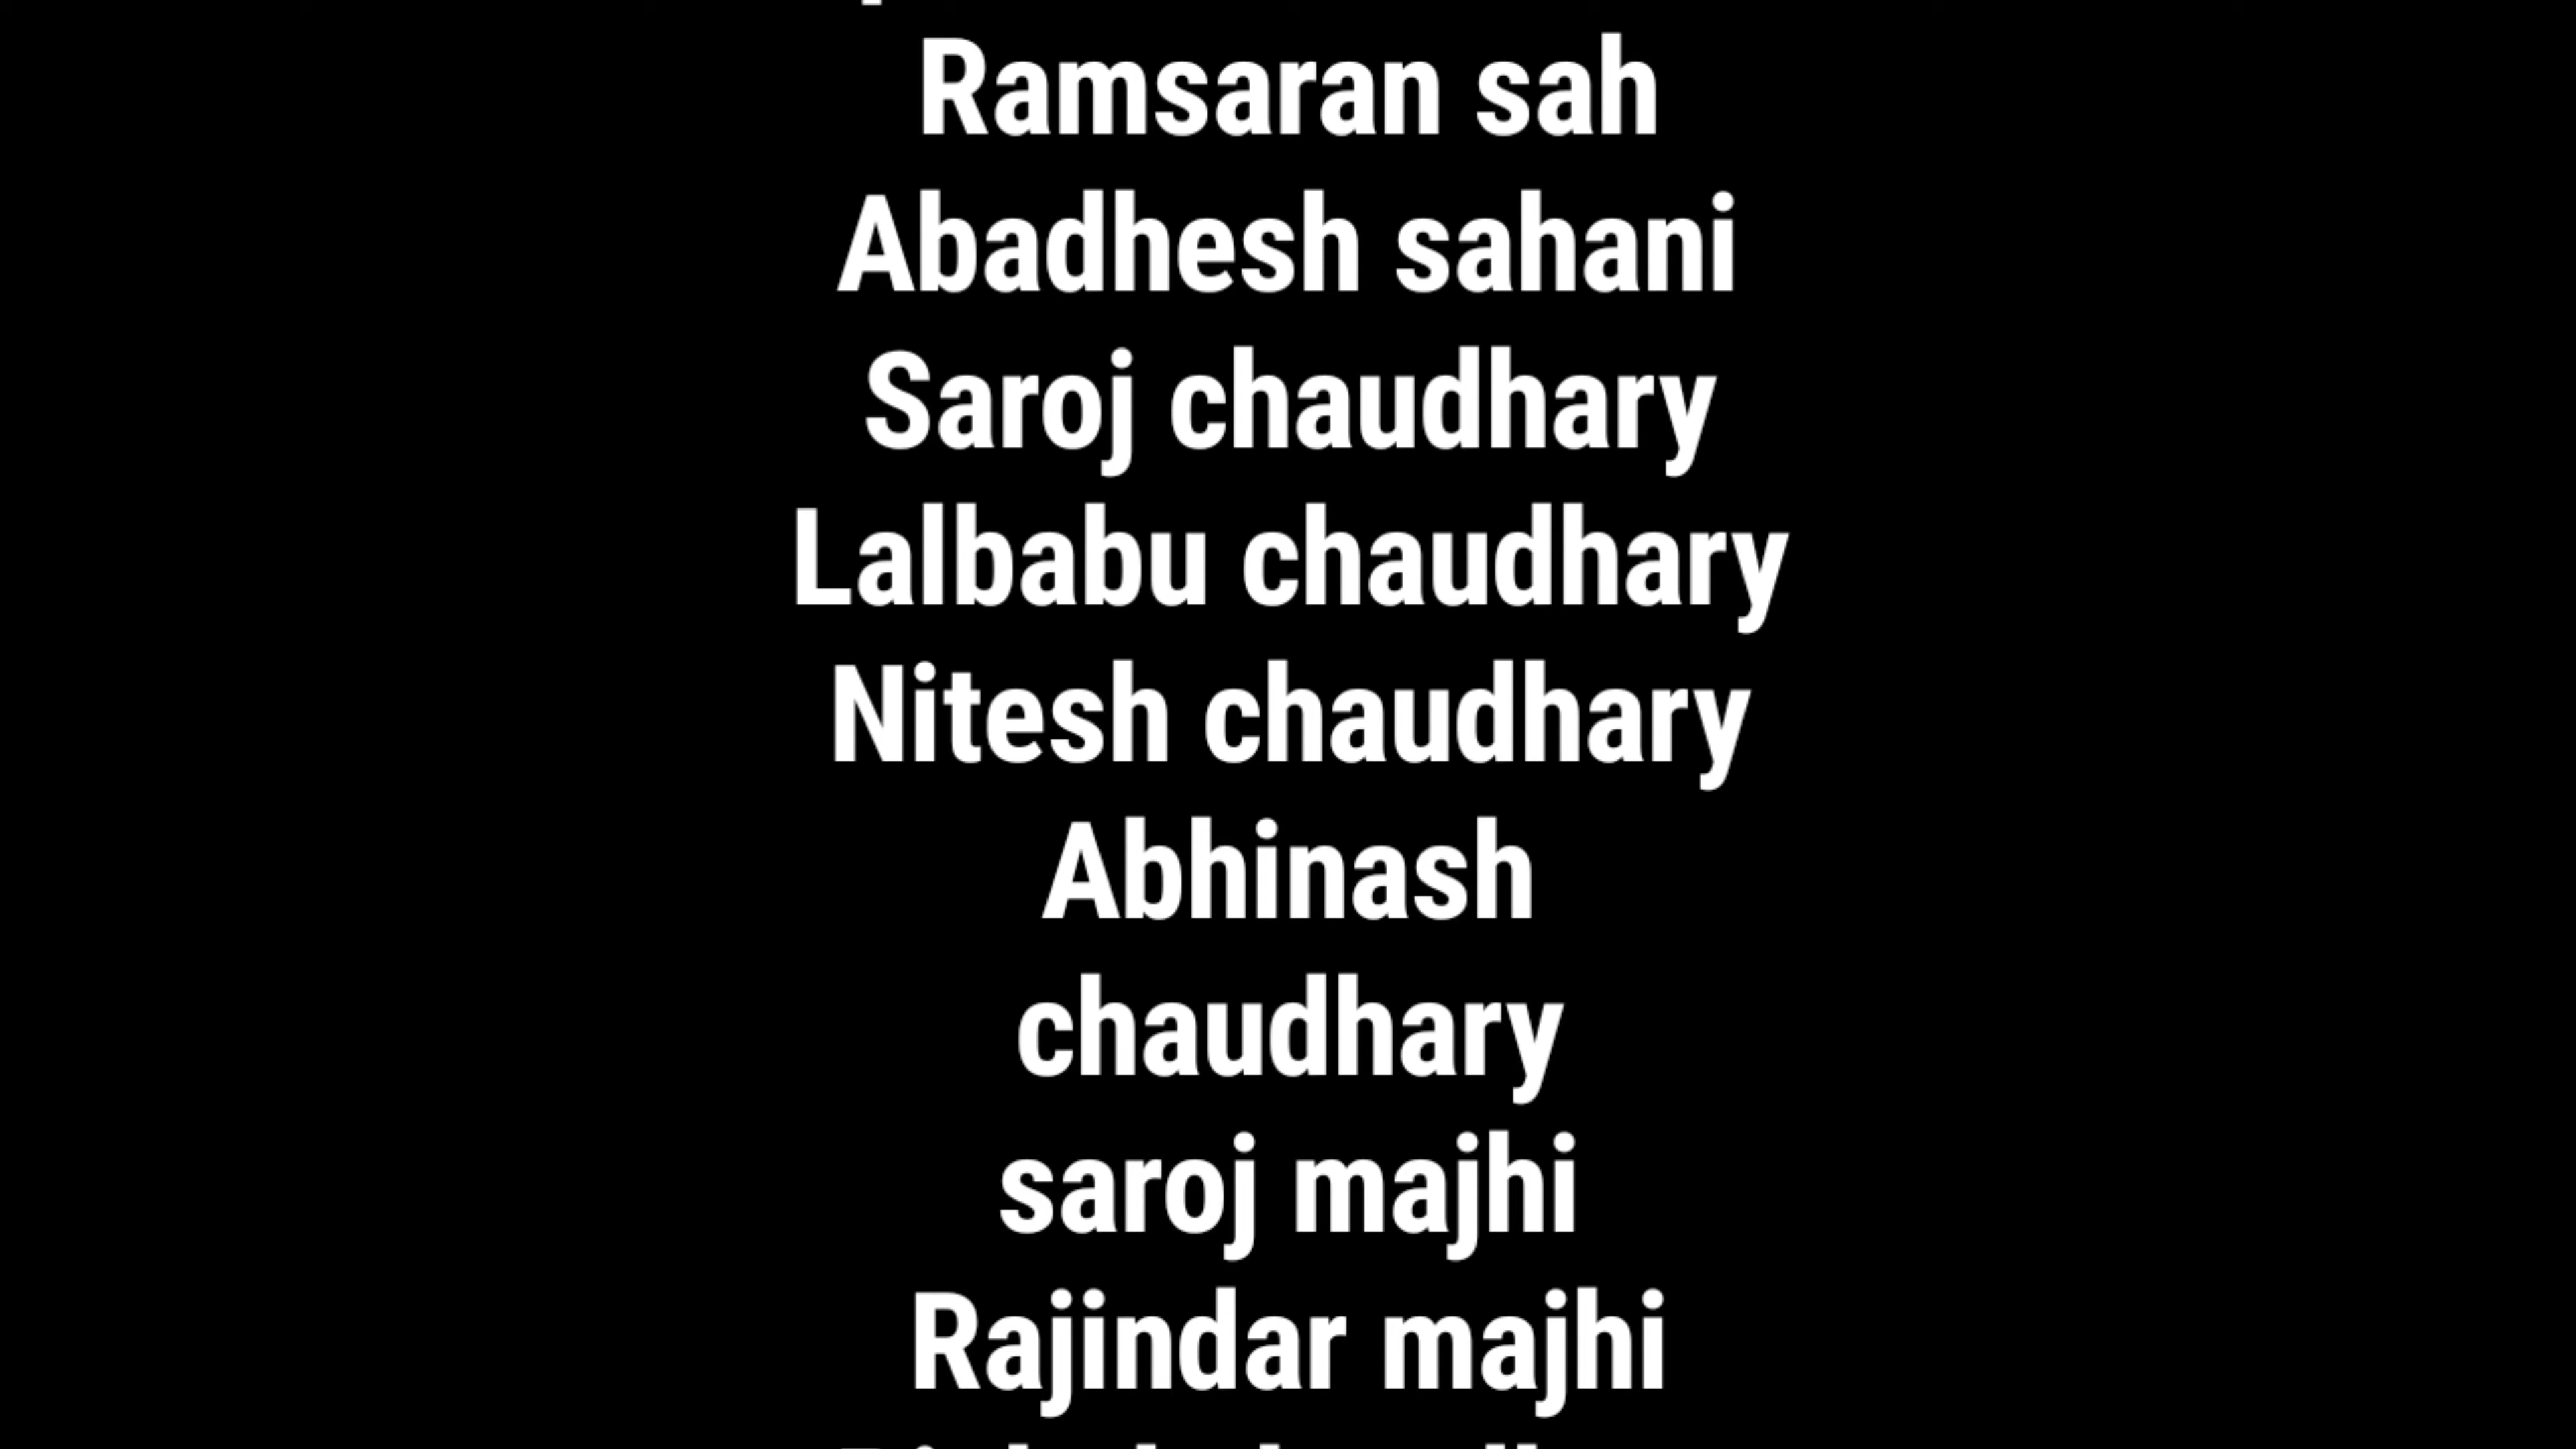 Ramsaran sah
Abadhesh sahani
Saroj chaudhary
Lalbabu chaudhary
Nitesh chaudhary
Abhinash
chaudhary
saroj majhi
Rajindar majhi